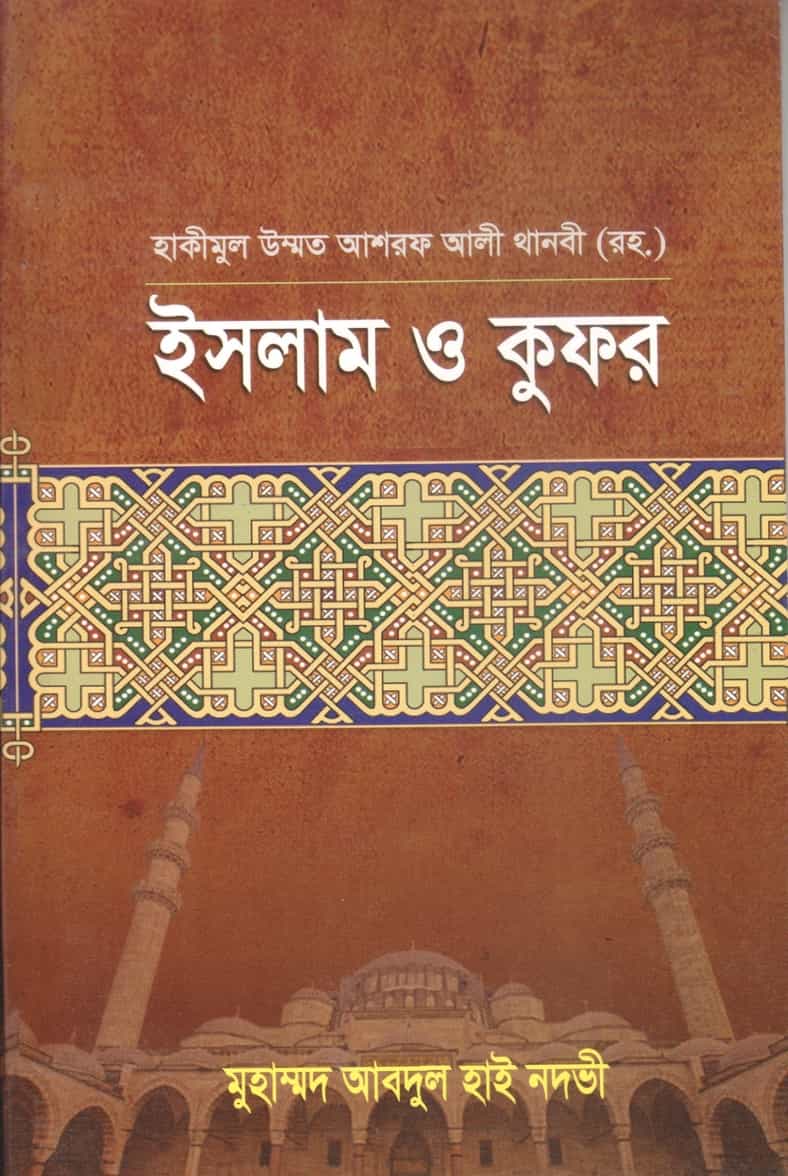 হাকীমুল উম্মত আশরফ আলী থানবী (রহ.)
ইসলাম ও কুফর
মুহাম্মদ আবদুল হাই নদভী